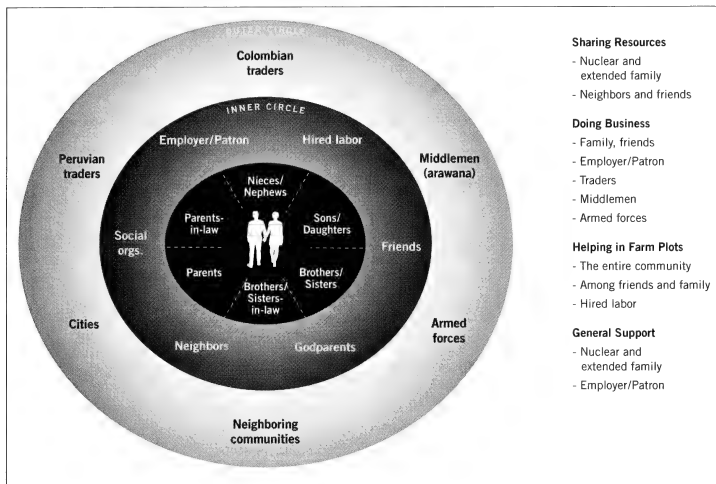 OUTER CIRCLE
Colombian
traders
INNER CIRCLE
Employer/Patron
Hired labor
Peruvian
traders
Middlemen
(arawana)
Nieces/
Nephews
Parents-
in-law
Sons/
Daughters
Social
orgs.
Friends
Parents
Brothers/
Sisters-
in-law
Brothers/
Sisters
Cities
Armed
forces
Neighbors
Godparents
Neighboring
communities
Sharing Resources
- Nuclear and
extended family
- Neighbors and friends
Doing Business
- Family, friends
- Employer/Patron
- Traders
- Middlemen
- Armed forces
Helping in Farm Plots
- The entire community
- Among friends and family
- Hired labor
General Support
- Nuclear and
extended family
- Employer/Patron